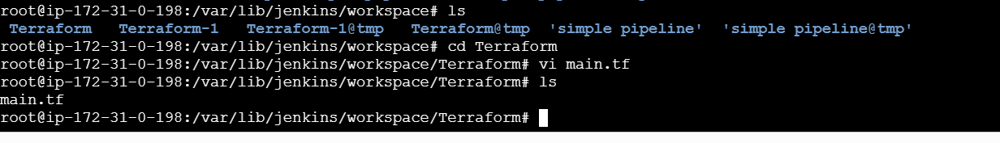 root@ip-172-31-0-198:/var/lib/jenkins/workspace# ls
Terraform   Terraform-1   Terraform-1@tmp   Terraform@tmp  'simple pipeline'  'simple pipeline@tmp'
root@ip-172-31-0-198:/var/lib/jenkins/workspace# cd Terraform
root@ip-172-31-0-198:/var/lib/jenkins/workspace/Terraform# vi main.tf
root@ip-172-31-0-198:/var/lib/jenkins/workspace/Terraform# ls
main.tf
root@ip-172-31-0-198:/var/lib/jenkins/workspace/Terraform#